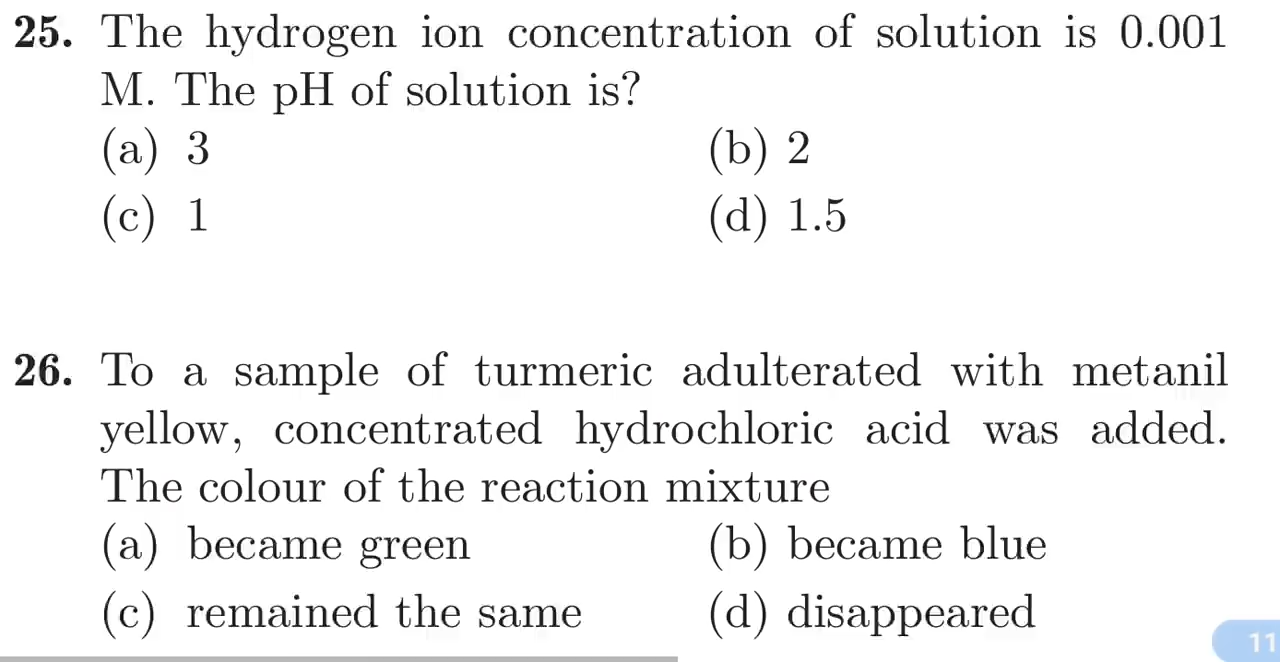 25. The hydrogen ion concentration of solution is 0.001
M. The pH of solution is?
(a) 3 (b) 2
(c) 1 (d) 1.5
26. To a sample of turmeric adulterated with metanil
yellow, concentrated hydrochloric acid was added.
The colour of the reaction mixture
(a) became green (b) became blue
(c) remained the same (d) disappeared
11